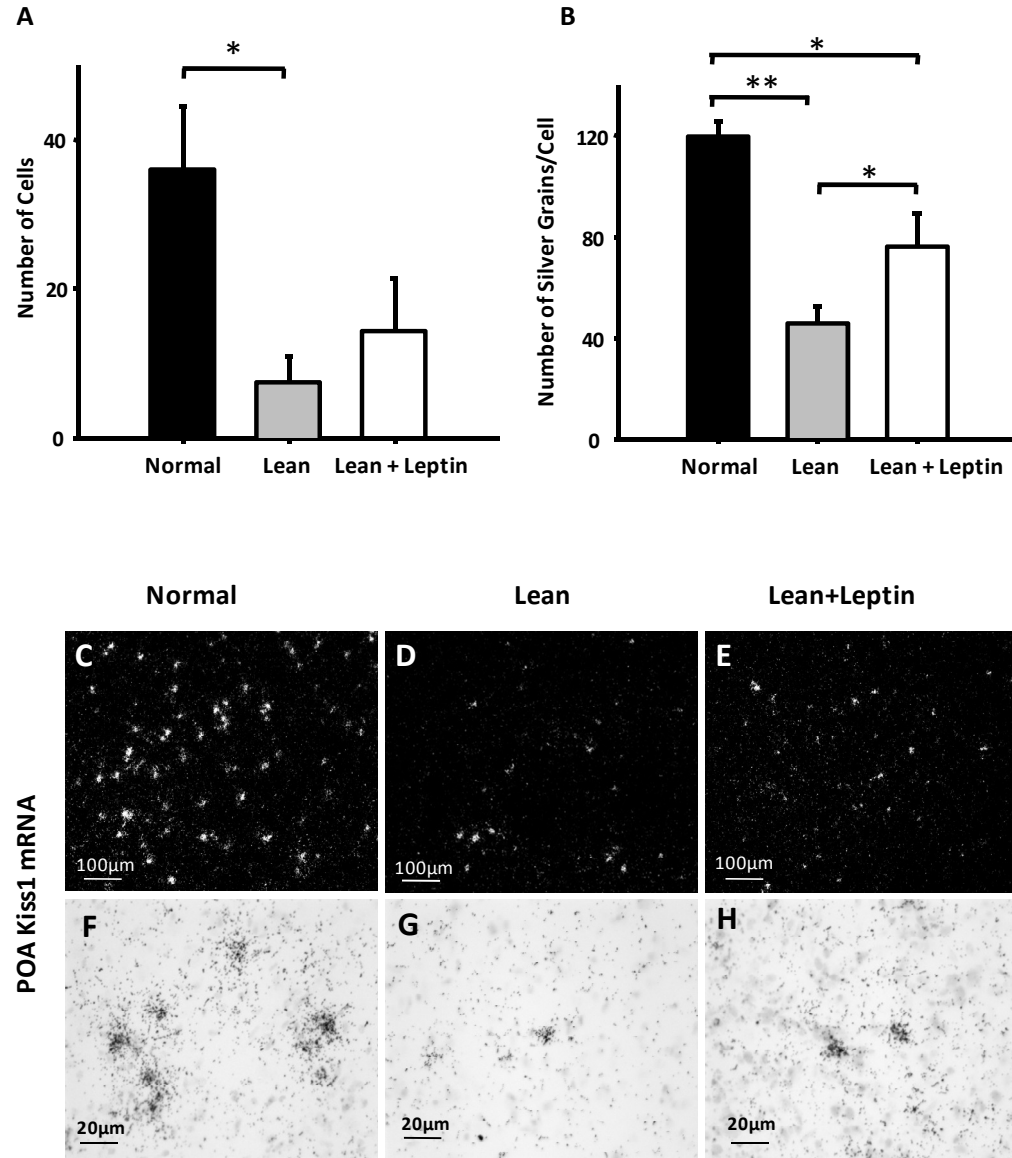 A
B
*
*
**
*
Number of Cells
40
20
0
Normal Lean Lean + Leptin
Number of Silver Grains/Cell
120
80
40
0
Normal Lean Lean + Leptin
Normal Lean Lean+Leptin
POA Kiss1 mRNA
C D E
100µm 100µm 100µm
F G H
20µm 20µm 20µm